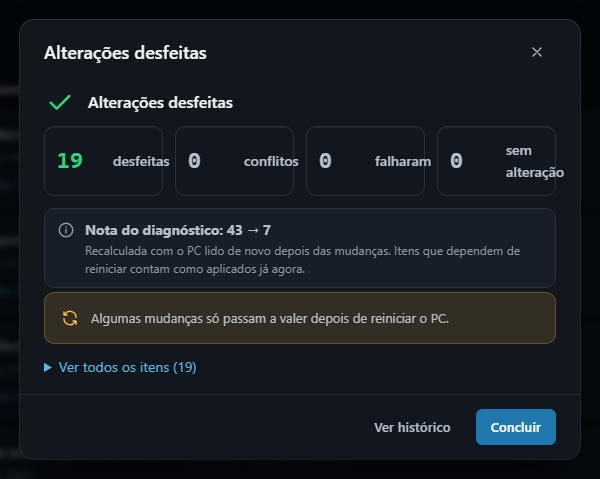 Alterações desfeitas
Alterações desfeitas
19 desfeitas
0 conflitos
0 falharam
0 sem alteração
Nota do diagnóstico: 43 → 7
Recalculada com o PC lido de novo depois das mudanças. Itens que dependem de
reiniciar contam como aplicados já agora.
Algumas mudanças só passam a valer depois de reiniciar o PC.
Ver todos os itens (19)
Ver histórico
Concluir